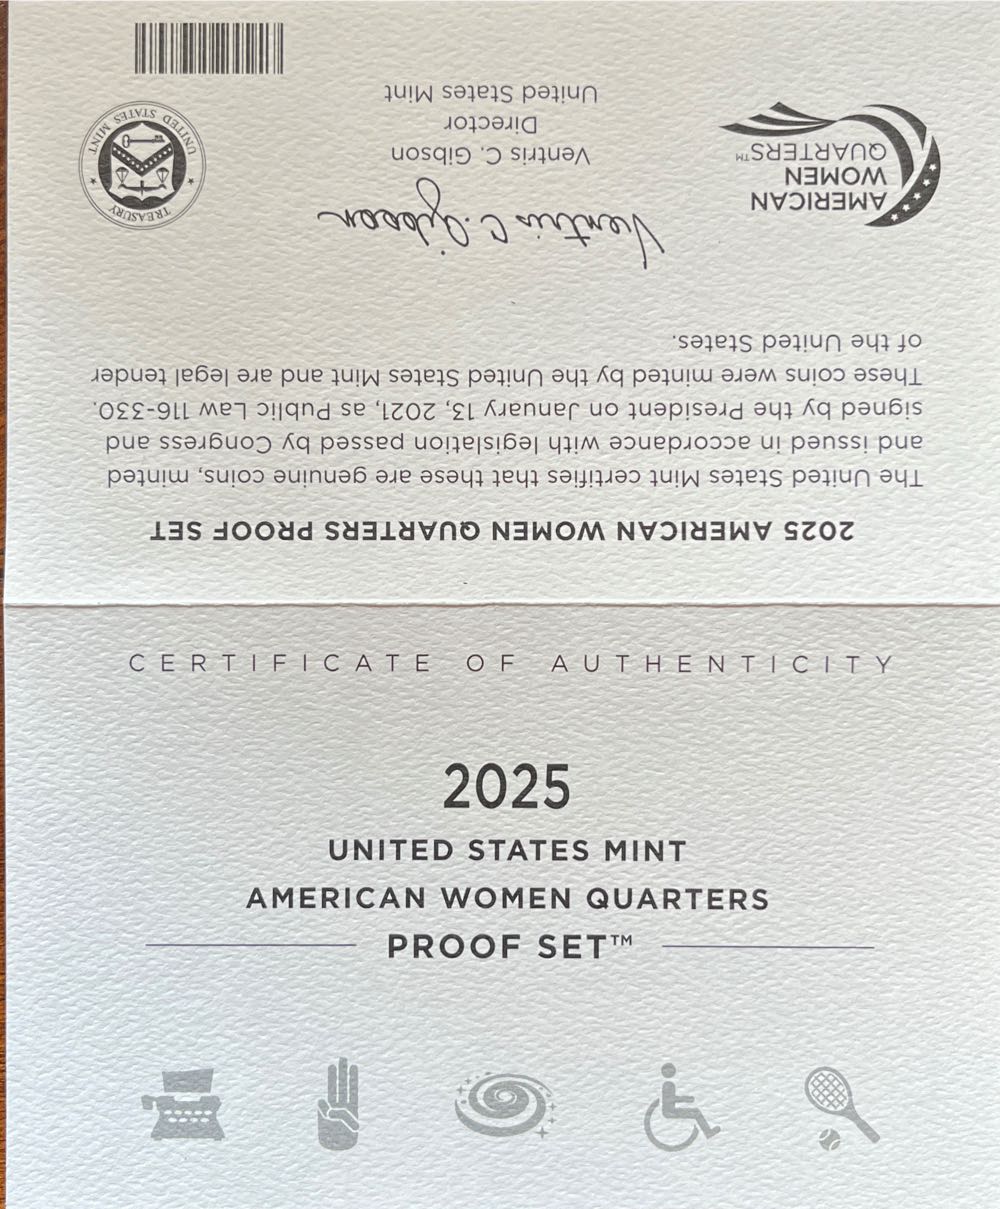 CERTIFICATE OF AUTHENTICITY
2025
UNITED STATES MINT
AMERICAN WOMEN QUARTERS
PROOF SET™
2025 AMERICAN WOMEN QUARTERS PROOF SET
The United States Mint certifies that these are genuine coins, minted
and issued in accordance with legislation passed by Congress and
signed by the President on January 13, 2021, as Public Law 116-330.
These coins were minted by the United States Mint and are legal tender
of the United States.
Ventris C. Gibson
Ventris C. Gibson
Director
United States Mint
AMERICAN
WOMEN
QUARTERS™
TREASURY
UNITED STATES MINT